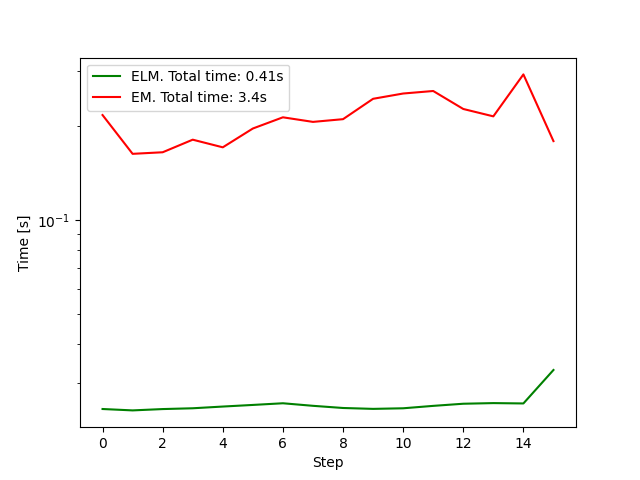 ELM. Total time: 0.41s
EM. Total time: 3.4s
Time [s]
10⁻¹
0 2 4 6 8 10 12 14
Step